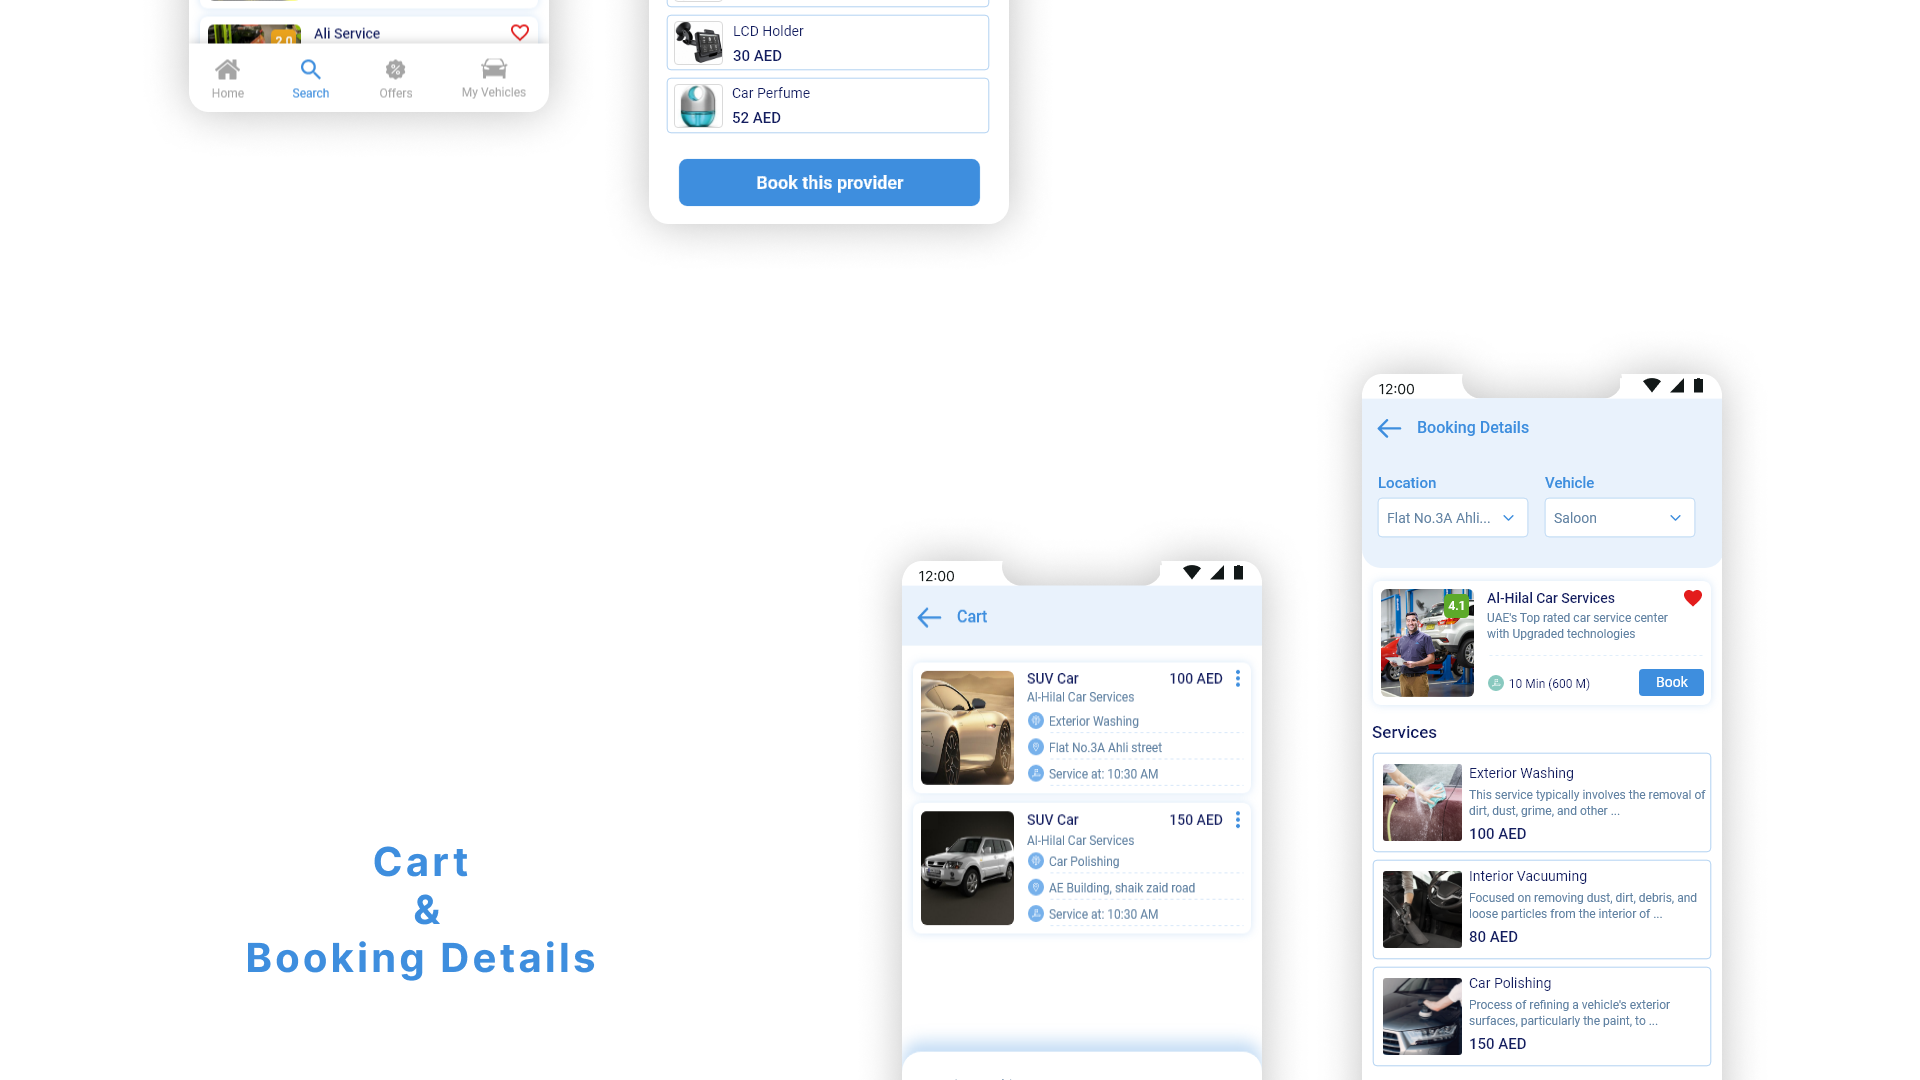 2.0
Ali Service
Home
Search
Offers
My Vehicles
LCD Holder
30 AED
Car Perfume
52 AED
Book this provider
Cart
&
Booking Details
12:00
Cart
SUV Car
100 AED
Al-Hilal Car Services
Exterior Washing
Flat No.3A Ahli street
Service at: 10:30 AM
SUV Car
150 AED
Al-Hilal Car Services
Car Polishing
AE Building, shaik zaid road
Service at: 10:30 AM
12:00
Booking Details
Location
Vehicle
Flat No.3A Ahli...
Saloon
4.1
Al-Hilal Car Services
UAE's Top rated car service center
with Upgraded technologies
10 Min (600 M)
Book
Services
Exterior Washing
This service typically involves the removal of
dirt, dust, grime, and other ...
100 AED
Interior Vacuuming
Focused on removing dust, dirt, debris, and
loose particles from the interior of ...
80 AED
Car Polishing
Process of refining a vehicle's exterior
surfaces, particularly the paint, to ...
150 AED